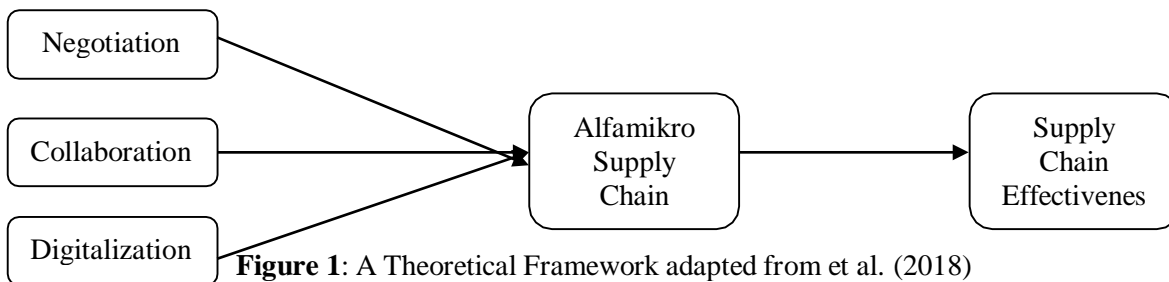 Negotiation
Collaboration
Digitalization
Alfamikro
Supply
Chain
Supply
Chain
Effectivenes
Figure 1: A Theoretical Framework adapted from et al. (2018)